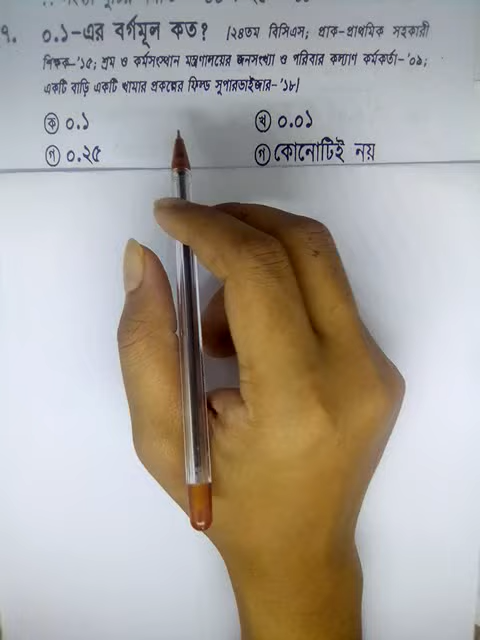 ৭. ০.১-এর বর্গমূল কত? [২৪তম বিসিএস; প্রাক-প্রাথমিক সহকারী
শিক্ষক-'১৫; শ্রম ও কর্মসংস্থান মন্ত্রণালয়ের জনসংখ্যা ও পরিবার কল্যাণ কর্মকর্তা-'০৯;
একটি বাড়ি একটি খামার প্রকল্পের ফিল্ড সুপারভাইজার-'১৮]
ক ০.১ খ ০.০১
গ ০.২৫ গ কোনোটিই নয়